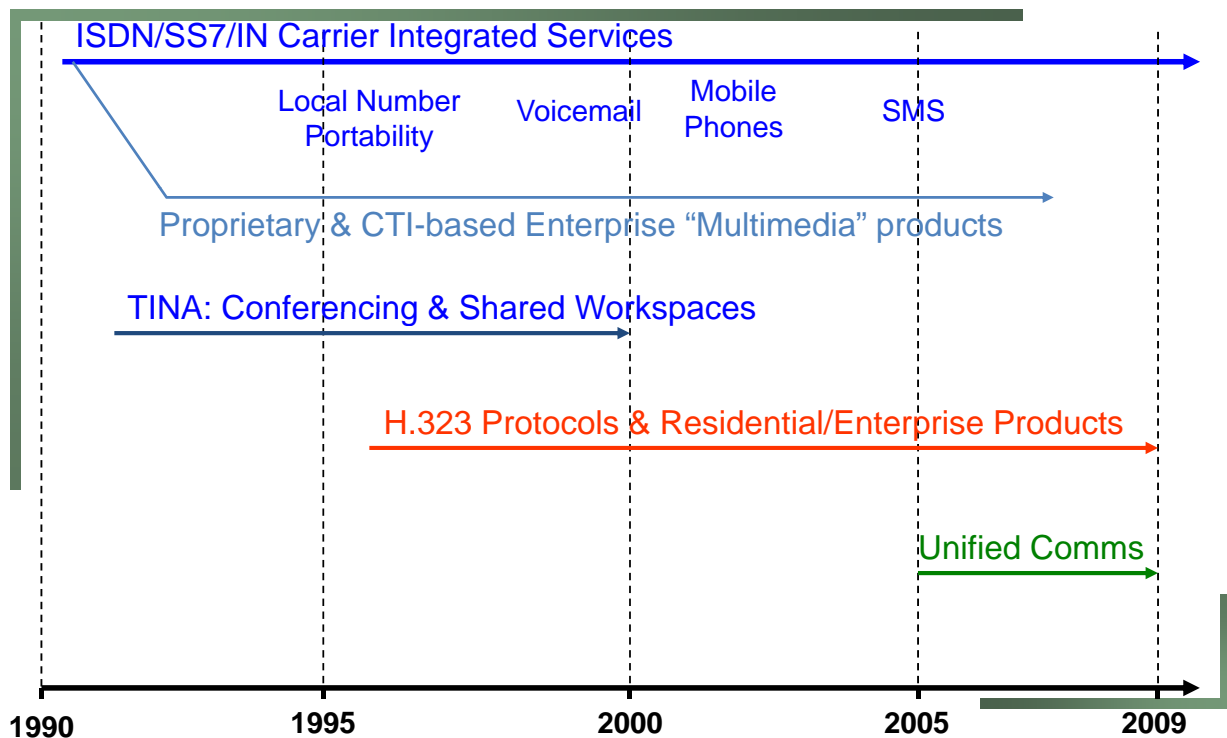 ISDN/SS7/IN Carrier Integrated Services
Local Number
Portability
Voicemail
Mobile
Phones
SMS
Proprietary & CTI-based Enterprise “Multimedia” products
TINA: Conferencing & Shared Workspaces
H.323 Protocols & Residential/Enterprise Products
Unified Comms
1990
1995
2000
2005
2009